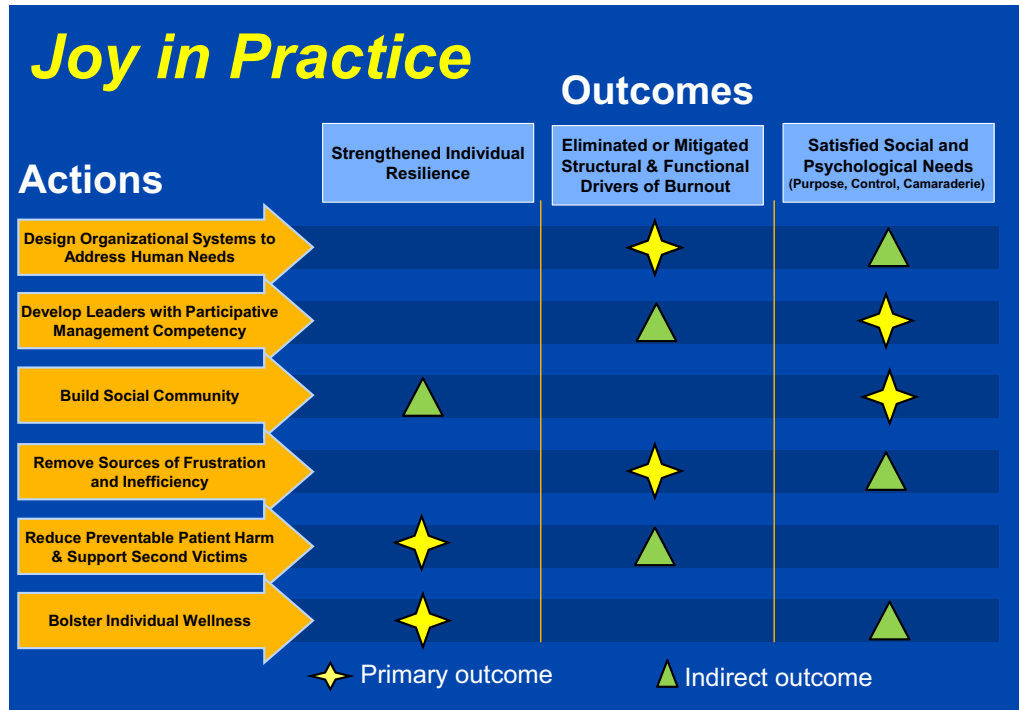 Joy in Practice
Outcomes
Actions
Strengthened Individual
Resilience
Eliminated or Mitigated
Structural & Functional
Drivers of Burnout
Satisfied Social and
Psychological Needs
(Purpose, Control, Camaraderie)
Design Organizational Systems to
Address Human Needs
Develop Leaders with Participative
Management Competency
Build Social Community
Remove Sources of Frustration
and Inefficiency
Reduce Preventable Patient Harm
& Support Second Victims
Bolster Individual Wellness
Primary outcome
Indirect outcome